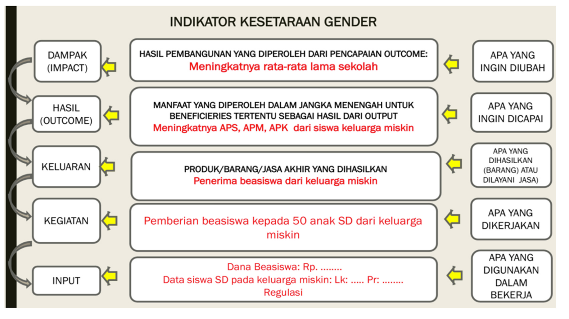 INDIKATOR KESETARAAN GENDER
DAMPAK
(IMPACT)
HASIL PEMBANGUNAN YANG DIPEROLEH DARI PENCAPAIAN OUTCOME:
Meningkatnya rata-rata lama sekolah
APA YANG
INGIN DIUBAH
HASIL
(OUTCOME)
MANFAAT YANG DIPEROLEH DALAM JANGKA MENENGAH UNTUK
BENEFICIERIES TERTENTU SEBAGAI HASIL DARI OUTPUT
Meningkatnya APS, APM, APK dari siswa keluarga miskin
APA YANG
INGIN DICAPAI
KELUARAN
PRODUK/BARANG/JASA AKHIR YANG DIHASILKAN
Penerima beasiswa dari keluarga miskin
APA YANG
DIHASILKAN
(BARANG) ATAU
DILAYANI JASA)
KEGIATAN
Pemberian beasiswa kepada 50 anak SD dari keluarga
miskin
APA YANG
DIKERJAKAN
INPUT
Dana Beasiswa: Rp. ........
Data siswa SD pada keluarga miskin: Lk: ...., Pr: ........
Regulasi
APA YANG
DIGUNAKAN
DALAM
BEKERJA